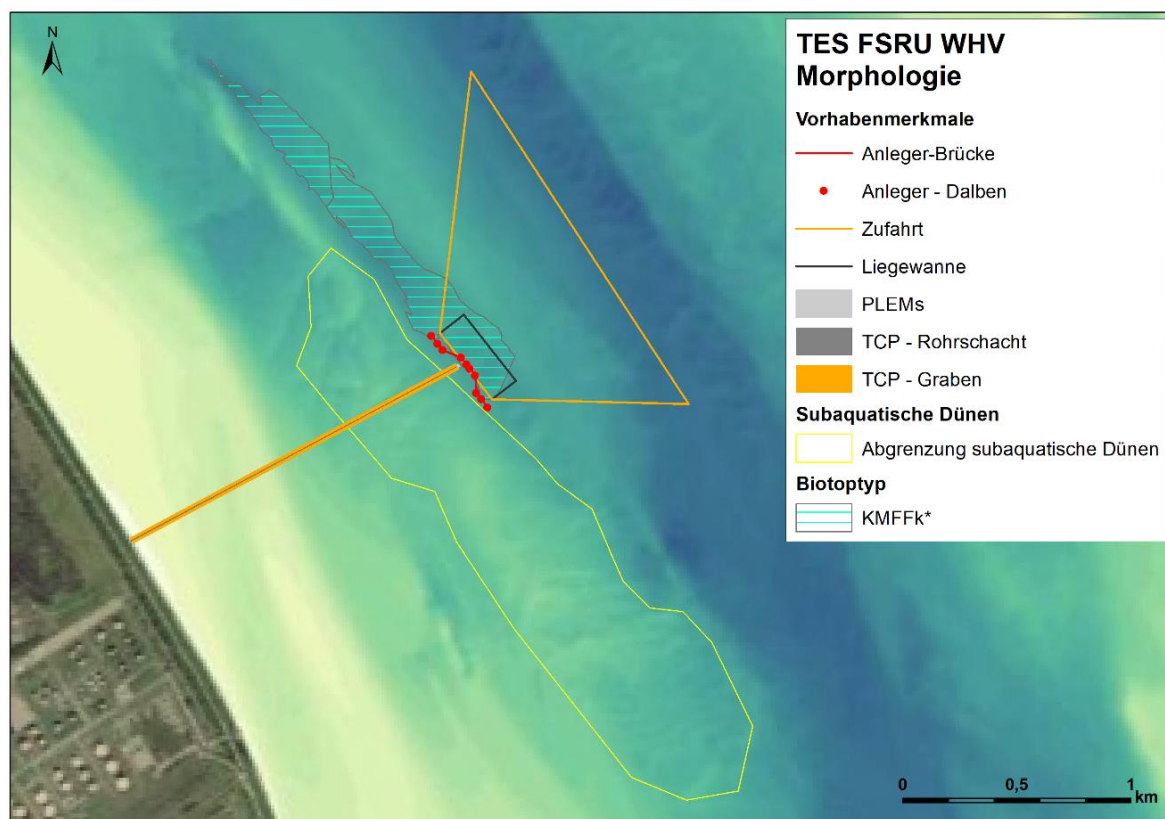 N
TES FSRU WHV
Morphologie
Vorhabenmerkmale
Anleger-Brücke
Anleger - Dalben
Zufahrt
Liegewanne
PLEMs
TCP - Rohrschacht
TCP - Graben
Subaquatische Dünen
Abgrenzung subaquatische Dünen
Biotoptyp
KMFFk*
0 0,5 1
km